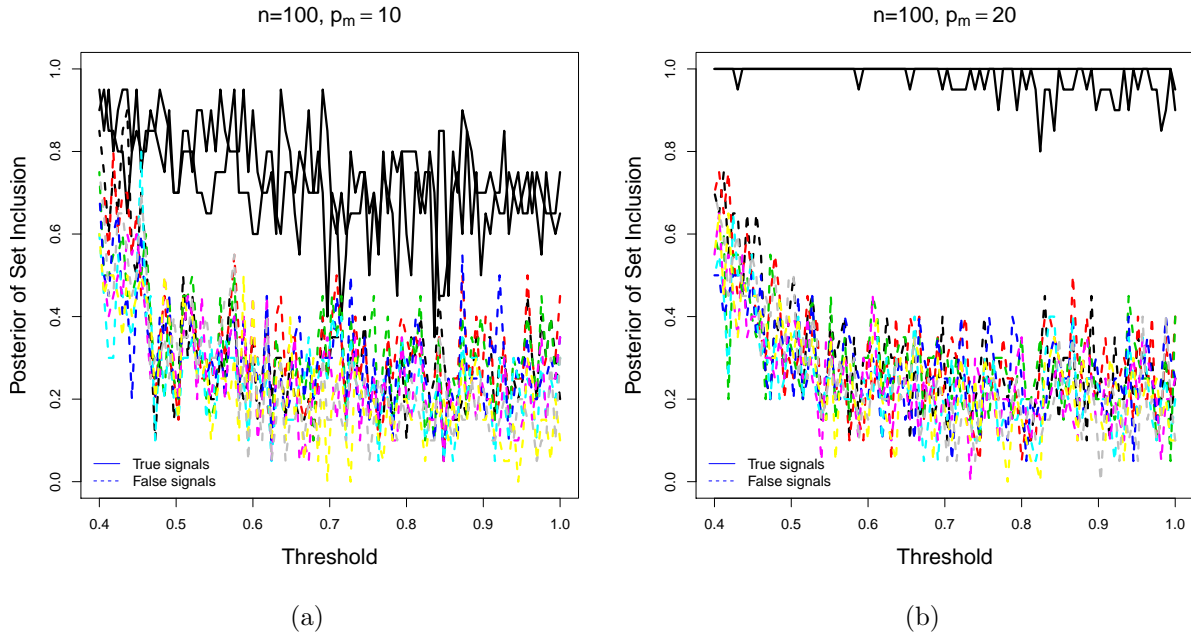 n=100, pm = 10
Posterior of Set Inclusion
1.0
0.8
0.6
0.4
0.2
0.0
True signals
False signals
0.4 0.5 0.6 0.7 0.8 0.9 1.0
Threshold
(a)
n=100, pm = 20
Posterior of Set Inclusion
1.0
0.8
0.6
0.4
0.2
0.0
True signals
False signals
0.4 0.5 0.6 0.7 0.8 0.9 1.0
Threshold
(b)